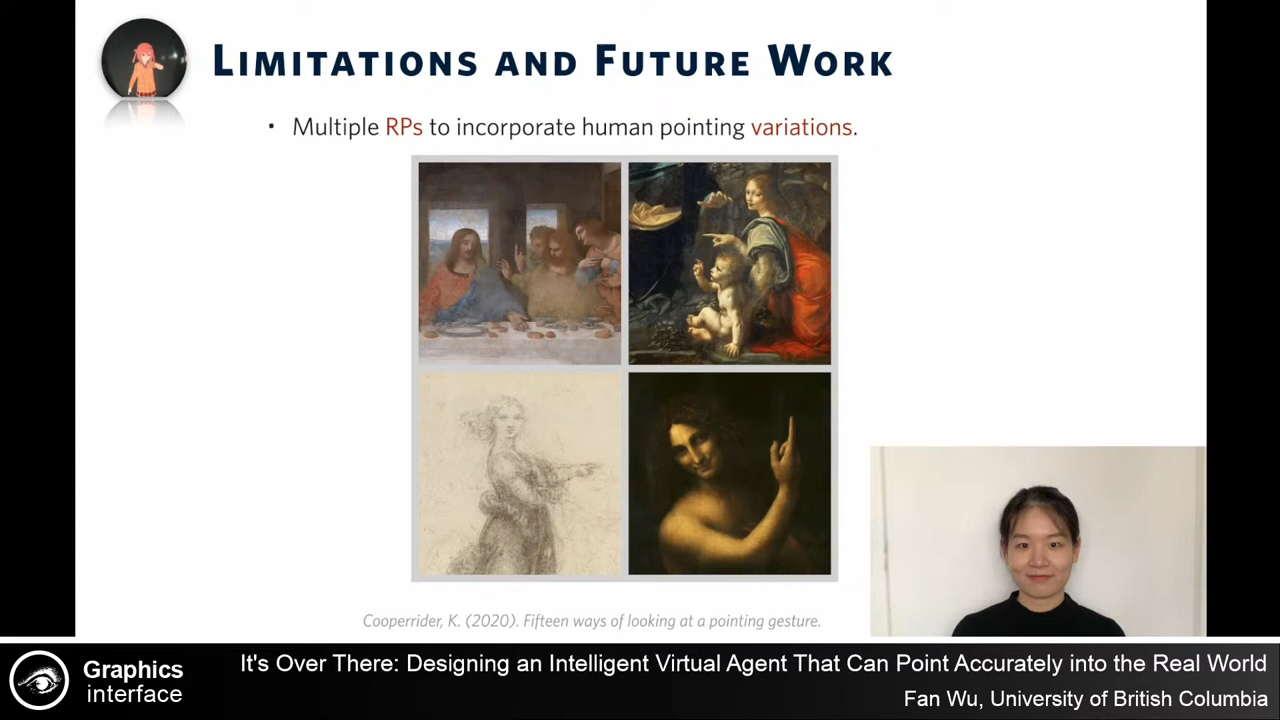 LIMITATIONS AND FUTURE WORK
• Multiple RPs to incorporate human pointing variations.
Cooperrider, K. (2020). Fifteen ways of looking at a pointing gesture.
Graphics
interface
It's Over There: Designing an Intelligent Virtual Agent That Can Point Accurately into the Real World
Fan Wu, University of British Columbia